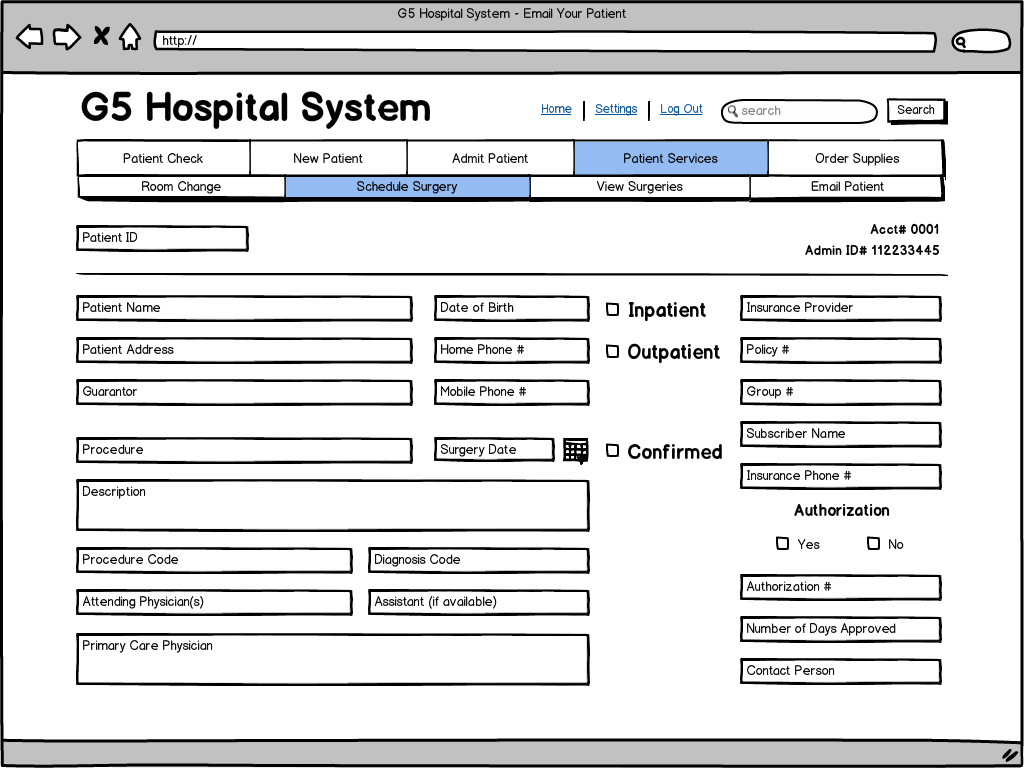 G5 Hospital System - Email Your Patient
http://
G5 Hospital System
Home Settings Log Out search Search
Patient Check New Patient Admit Patient Patient Services Order Supplies
Room Change Schedule Surgery View Surgeries Email Patient
Patient ID
Acct# 0001
Admin ID# 112233445
Patient Name Date of Birth Inpatient Insurance Provider
Patient Address Home Phone # Outpatient Policy #
Guarantor Mobile Phone # Group #
Subscriber Name
Procedure Surgery Date Confirmed
Insurance Phone #
Description
Authorization
Yes No
Procedure Code Diagnosis Code
Authorization #
Attending Physician(s) Assistant (if available)
Number of Days Approved
Primary Care Physician
Contact Person